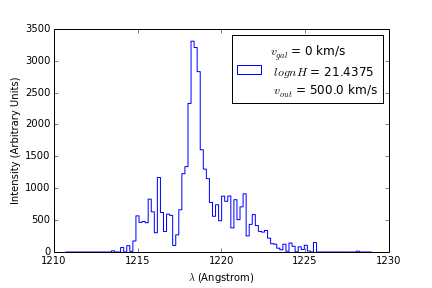 3500
3000
2500
2000
1500
1000
500
0
1210
1215
1220
1225
1230
Intensity (Arbitrary Units)
λ (Angstrom)
v_gal = 0 km/s
lognH = 21.4375
v_out = 500.0 km/s